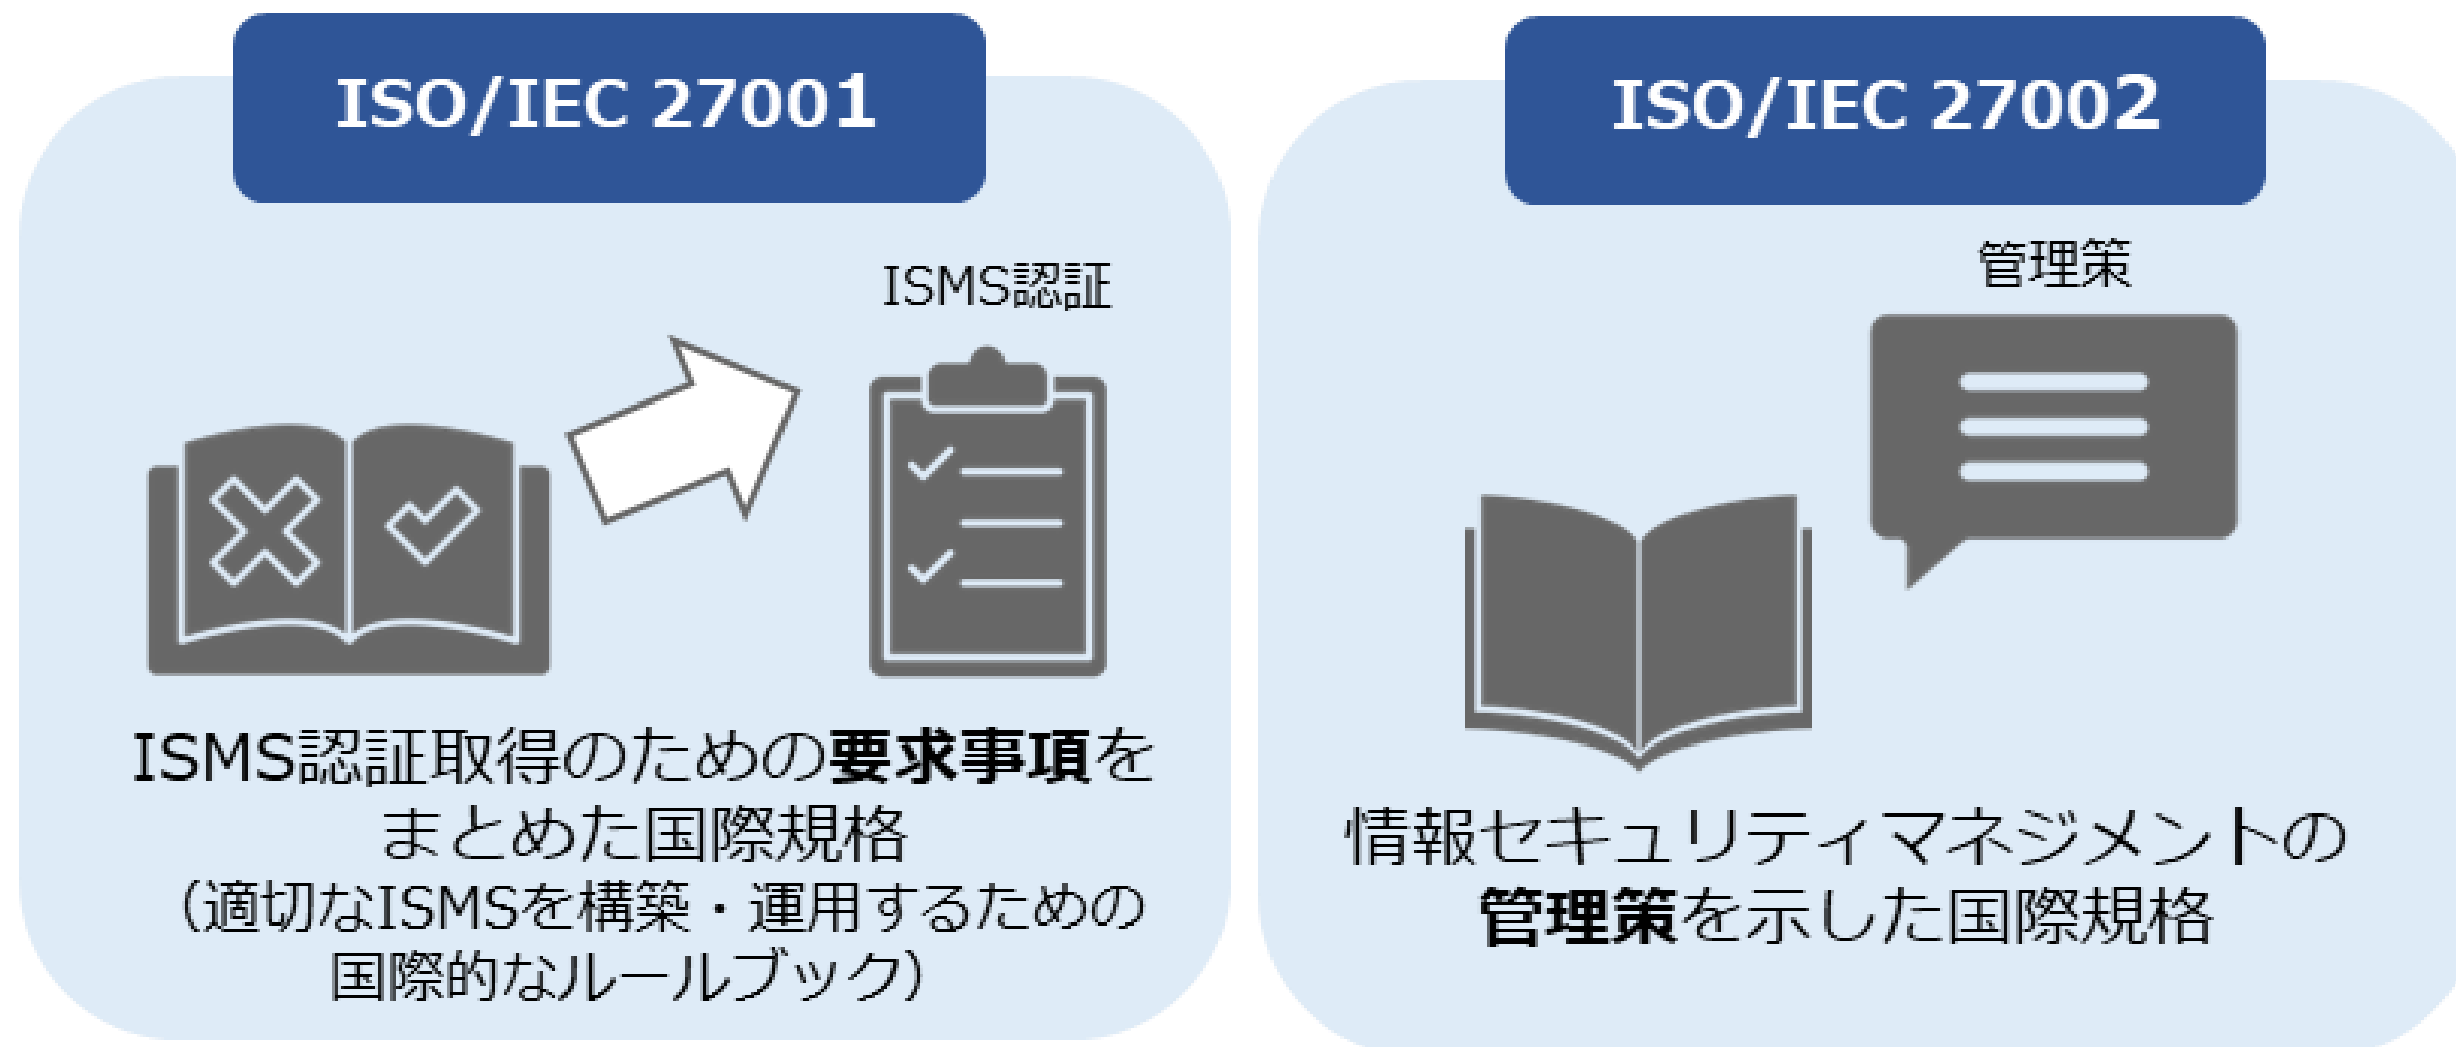 ISO/IEC 27001
ISMS認証
ISMS認証取得のための要求事項を
まとめた国際規格
（適切なISMSを構築・運用するための
国際的なルールブック）
ISO/IEC 27002
管理策
情報セキュリティマネジメントの
管理策を示した国際規格